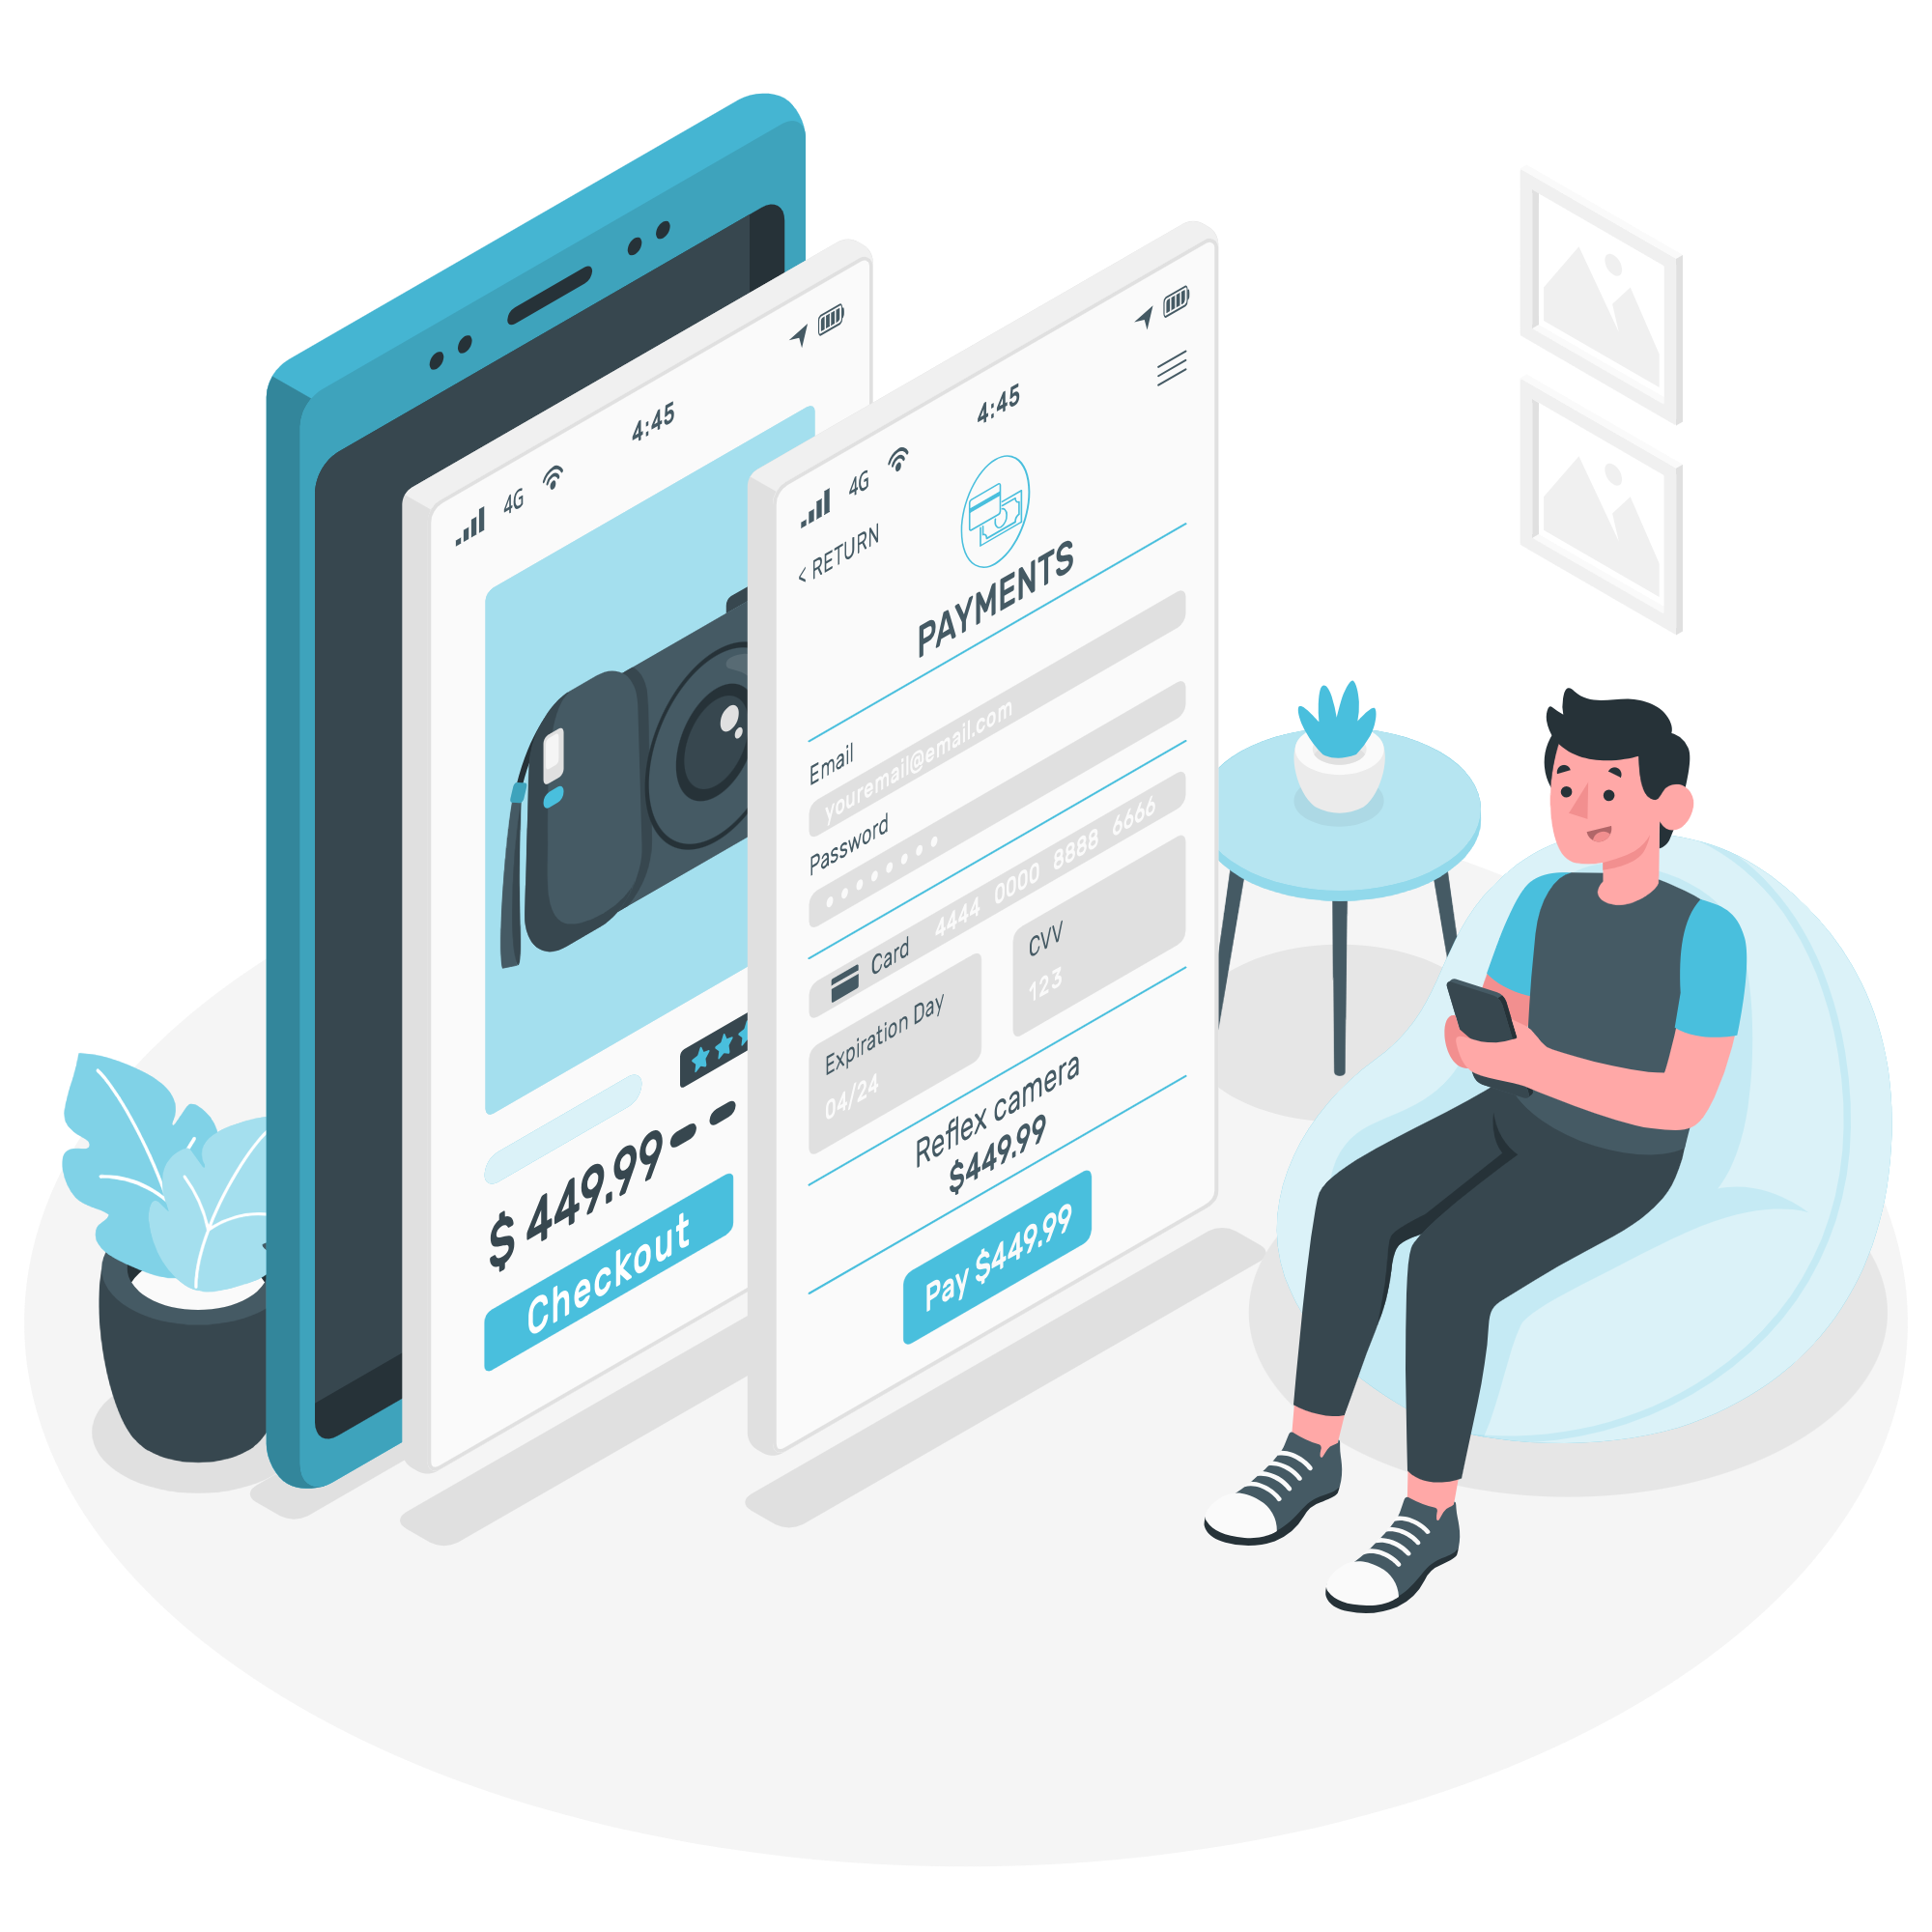 4G
4:45
$ 449.99
Checkout
4G
4:45
< RETURN
PAYMENTS
Email
youremail@email.com
Password
Card 4444 0000 8888 6666
Expiration Day
04/24
CVV
123
Reflex camera
$449.99
Pay $449.99